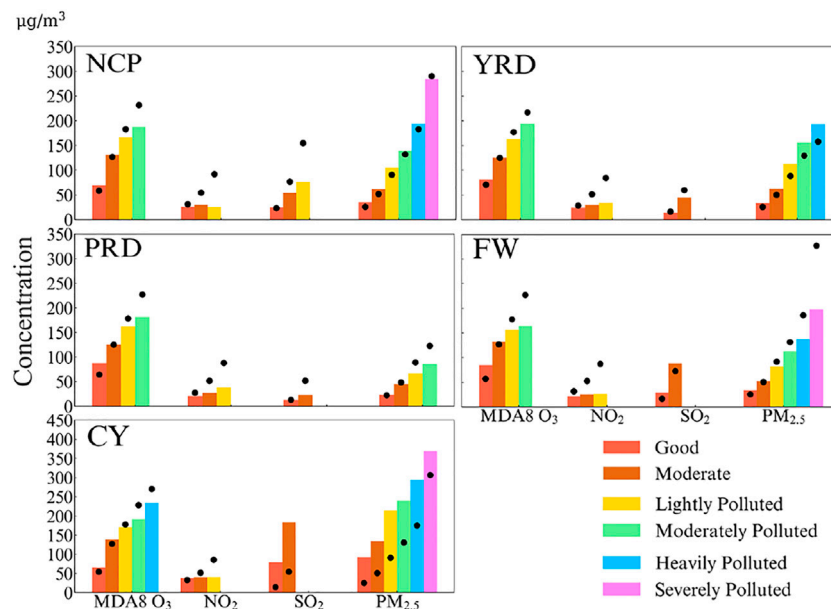 μg/m³
350
300
250
200
150
100
50
0
NCP
YRD
350
300
250
200
150
100
50
0
PRD
FW
MDA8 O₃ NO₂ SO₂ PM₂.₅
450
400
350
300
250
200
150
100
50
0
CY
MDA8 O₃ NO₂ SO₂ PM₂.₅
Concentration
Good
Moderate
Lightly Polluted
Moderately Polluted
Heavily Polluted
Severely Polluted